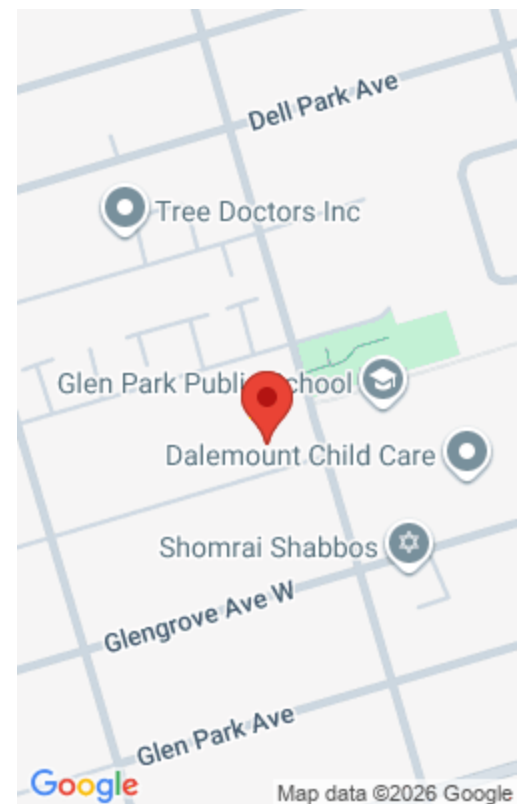 Dell Park Ave
Tree Doctors Inc
Glen Park Public School
Dalemount Child Care
Shomrai Shabbos
Glengrove Ave W
Glen Park Ave
Google
Map data ©2026 Google